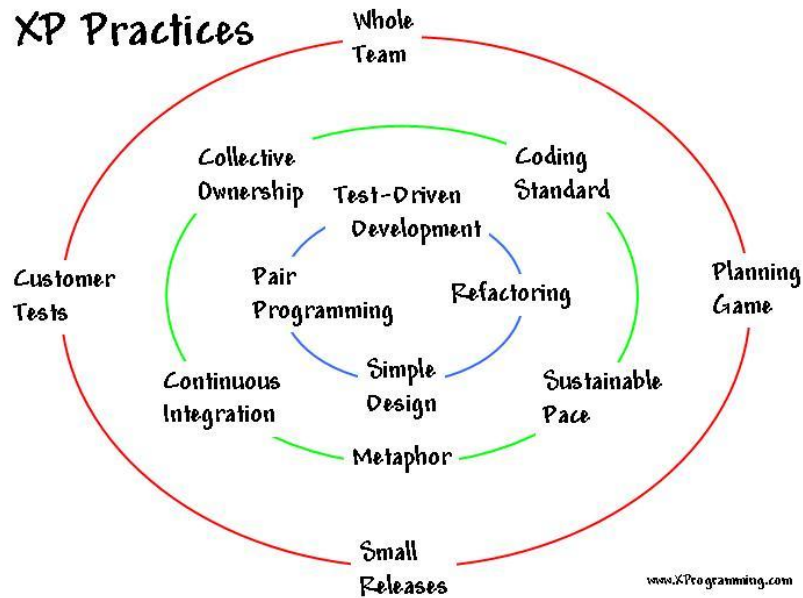 XP Practices
Whole
Team
Collective
Ownership
Coding
Standard
Test-Driven
Development
Customer
Tests
Pair
Programming
Refactoring
Planning
Game
Continuous
Integration
Simple
Design
Sustainable
Pace
Metaphor
Small
Releases
www.XProgramming.com